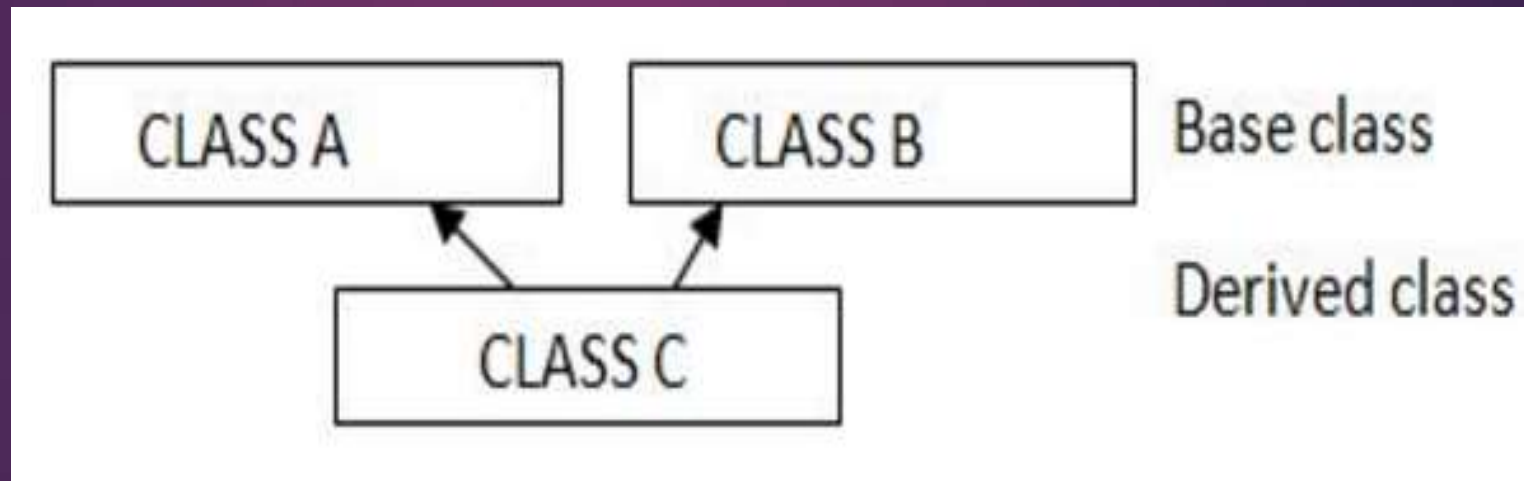 CLASS A
CLASS B
Base class
Derived class
CLASS C